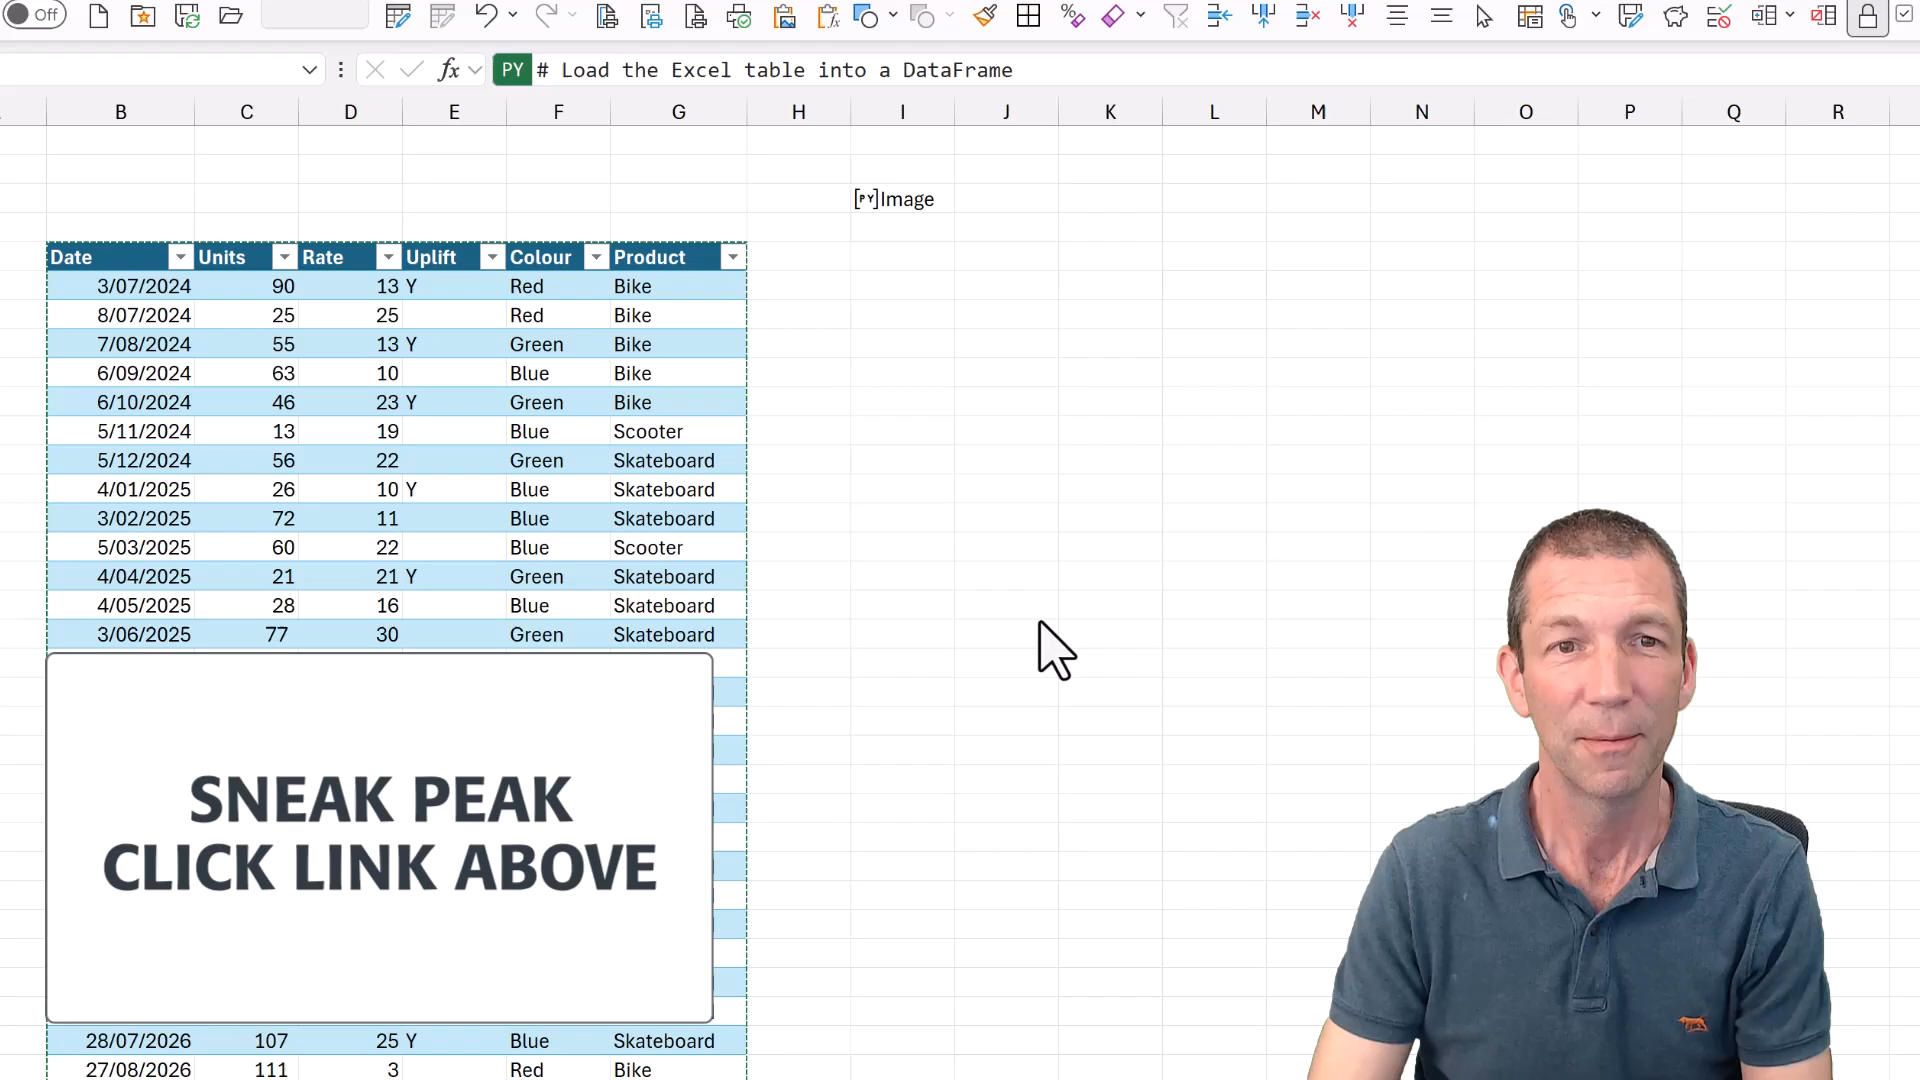 Off
fx PY # Load the Excel table into a DataFrame
B C D E F G H I J K L M N O P Q R
[PY]Image
Date Units Rate Uplift Colour Product
3/07/2024 90 13 Y Red Bike
8/07/2024 25 25 Red Bike
7/08/2024 55 13 Y Green Bike
6/09/2024 63 10 Blue Bike
6/10/2024 46 23 Y Green Bike
5/11/2024 13 19 Blue Scooter
5/12/2024 56 22 Green Skateboard
4/01/2025 26 10 Y Blue Skateboard
3/02/2025 72 11 Blue Skateboard
5/03/2025 60 22 Blue Scooter
4/04/2025 21 21 Y Green Skateboard
4/05/2025 28 16 Blue Skateboard
3/06/2025 77 30 Green Skateboard
SNEAK PEAK
CLICK LINK ABOVE
28/07/2026 107 25 Y Blue Skateboard
27/08/2026 111 3 Red Bike